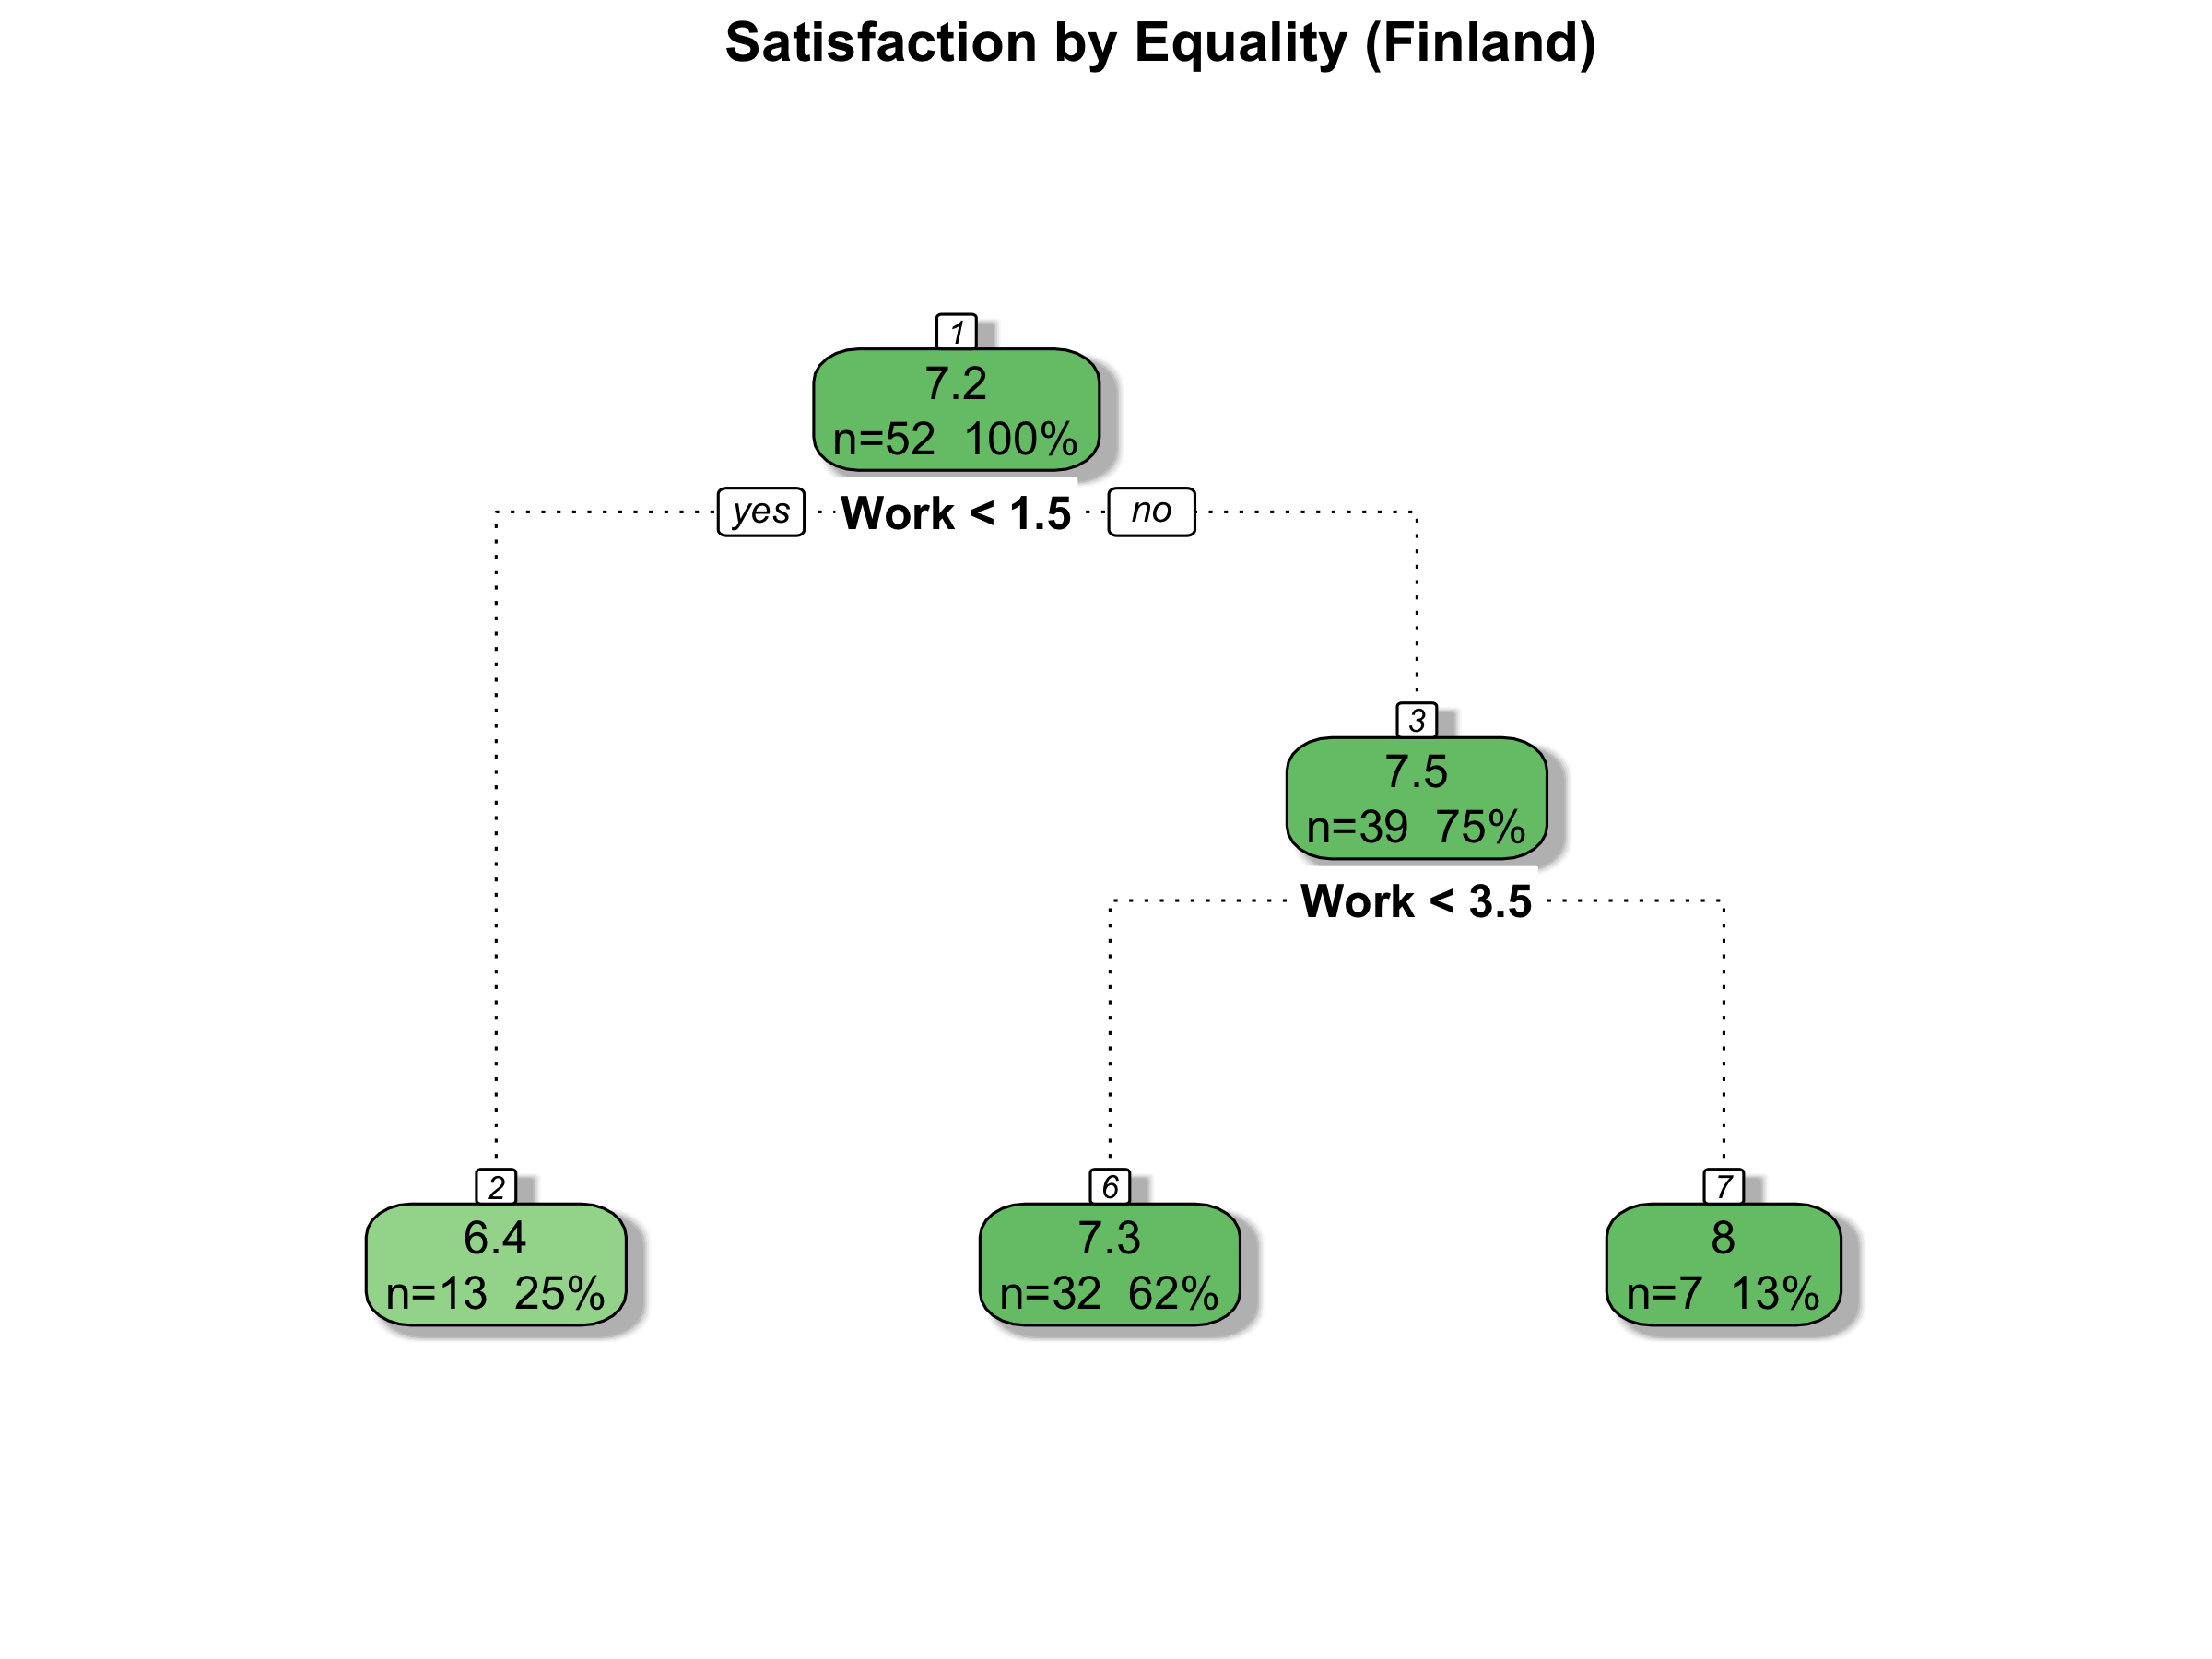 Satisfaction by Equality (Finland)
1
7.2
n=52 100%
yes Work < 1.5 no
3
7.5
n=39 75%
Work < 3.5
2
6.4
n=13 25%
6
7.3
n=32 62%
7
8
n=7 13%